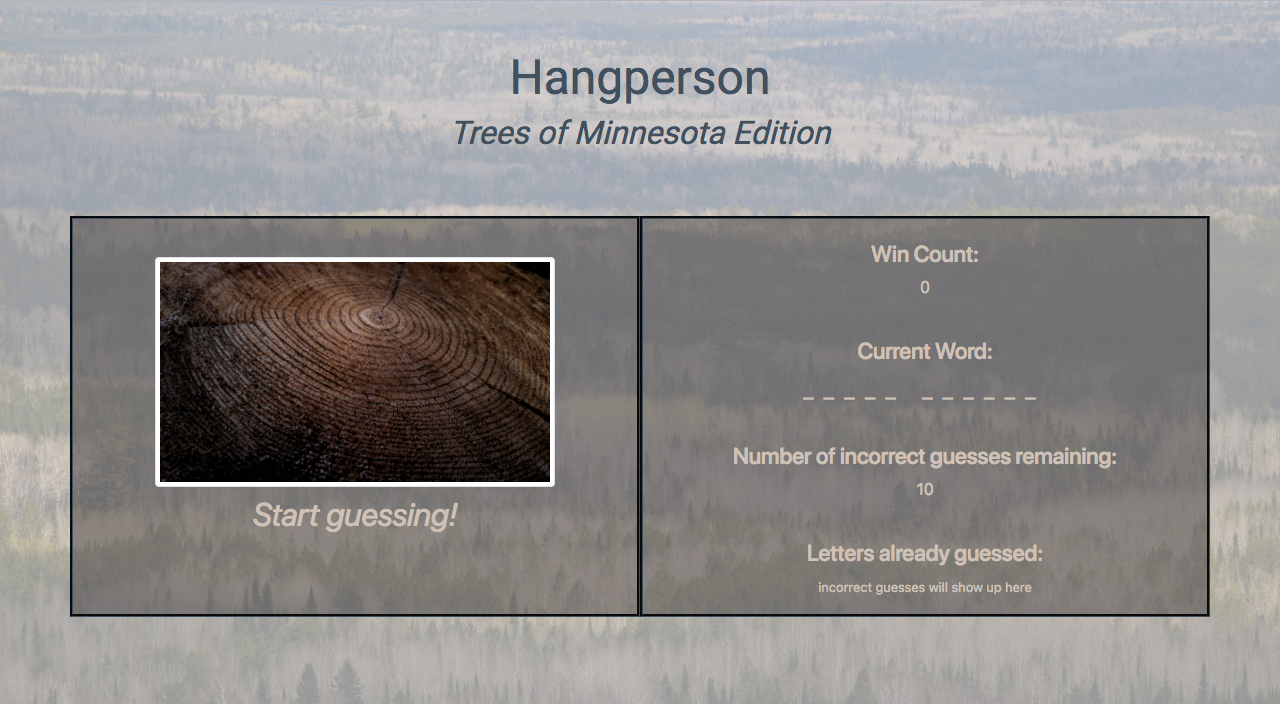 Hangperson
Trees of Minnesota Edition
Start guessing!
Win Count:
0
Current Word:
_ _ _ _ _  _ _ _ _ _ _
Number of incorrect guesses remaining:
10
Letters already guessed:
incorrect guesses will show up here